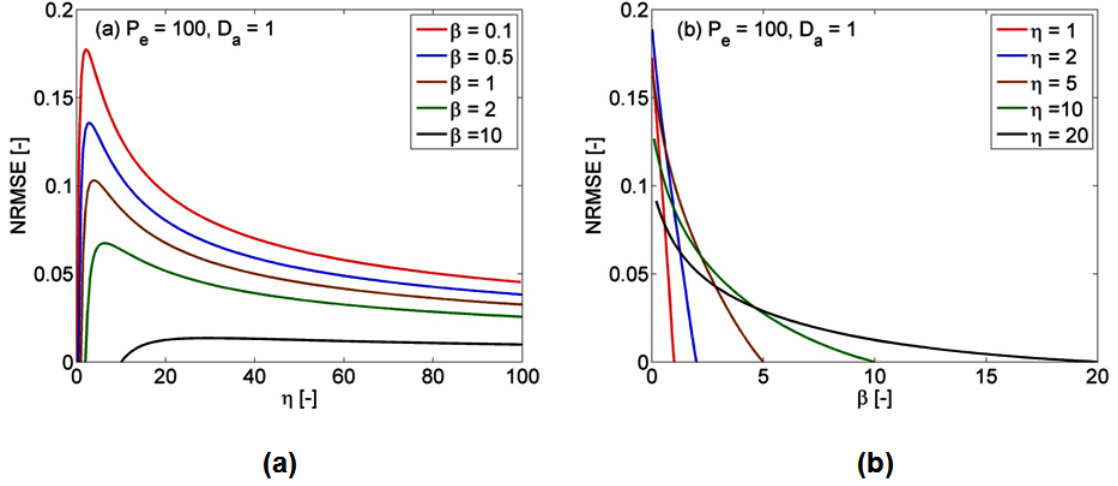 (a) Pₑ = 100, Dₐ = 1
β = 0.1
β = 0.5
β = 1
β = 2
β =10
NRMSE [-]
0.2
0.15
0.1
0.05
0
0
20
40
60
80
100
η [-]
(a)
(b) Pₑ = 100, Dₐ = 1
η = 1
η = 2
η = 5
η =10
η = 20
NRMSE [-]
0.2
0.15
0.1
0.05
0
0
5
10
15
20
β [-]
(b)